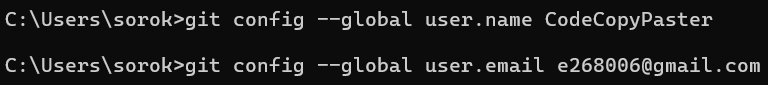 C:\Users\sorok>git config --global user.name CodeCopyPaster
C:\Users\sorok>git config --global user.email e268006@gmail.com